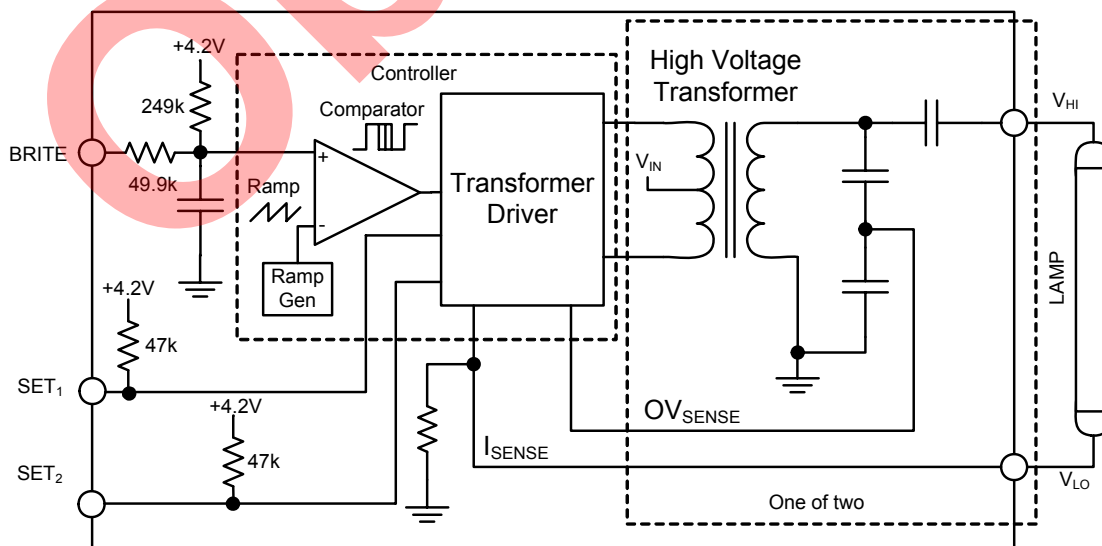 +4.2V
Controller
High Voltage
Transformer
249k
Comparator
V_HI
BRITE
49.9k
+
V_IN
Ramp
Transformer
Driver
-
Ramp
Gen
+4.2V
LAMP
47k
SET_1
+4.2V
OV_SENSE
I_SENSE
47k
SET_2
V_LO
One of two